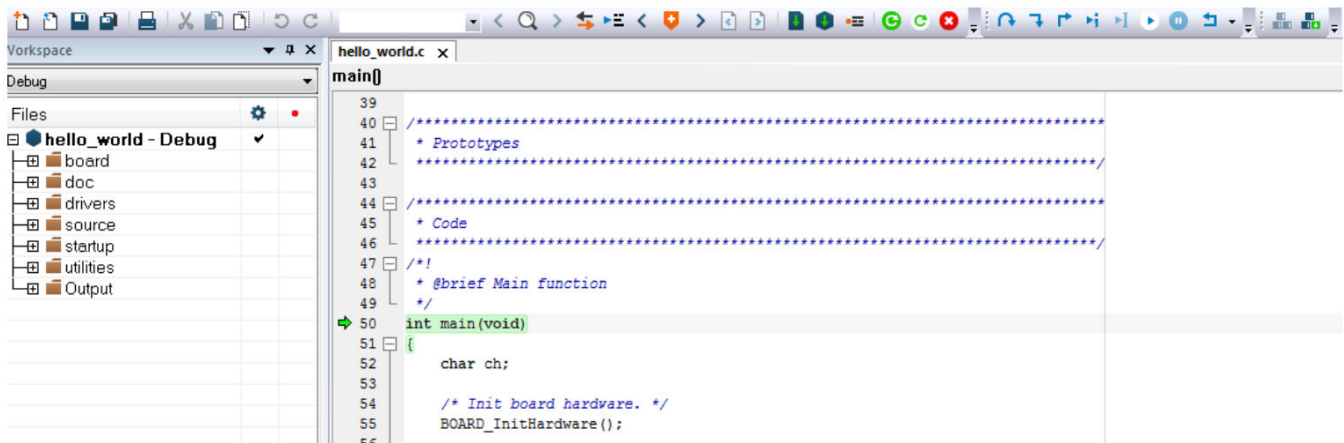 Workspace
hello_world.c x
Debug
main()
Files
hello_world - Debug
board
doc
drivers
source
startup
utilities
Output
39
40 /*******************************************************************************
41 * Prototypes
42 ******************************************************************************/
43
44 /*******************************************************************************
45 * Code
46 ******************************************************************************/
47 /*!
48 * @brief Main function
49 */
50 int main(void)
51 {
52 char ch;
53
54 /* Init board hardware. */
55 BOARD_InitHardware();